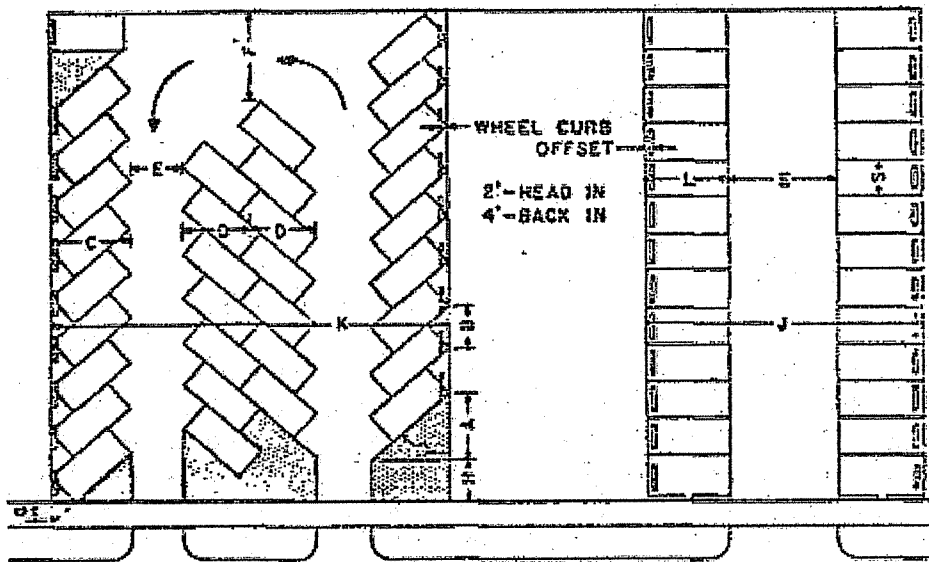 F'
WHEEL CURB
OFFSET
E
L
S
2'-HEAD IN
4'-BACK IN
C
D
D
K
B
J
H